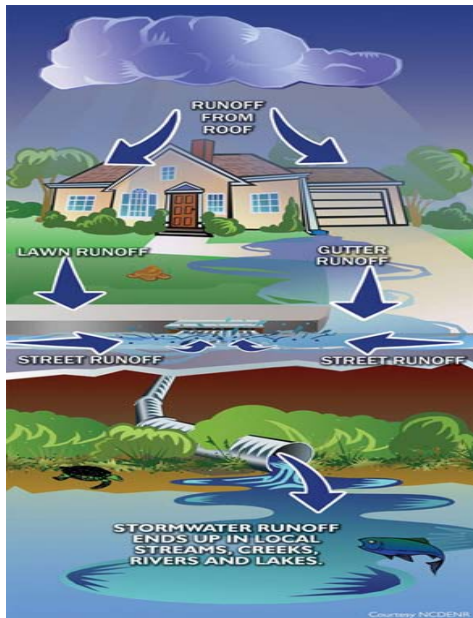 RUNOFF
FROM
ROOF
LAWN RUNOFF
GUTTER
RUNOFF
STREET RUNOFF
STREET RUNOFF
STORMWATER RUNOFF
ENDS UP IN LOCAL
STREAMS, CREEKS,
RIVERS AND LAKES.
Courtesy NCDENR